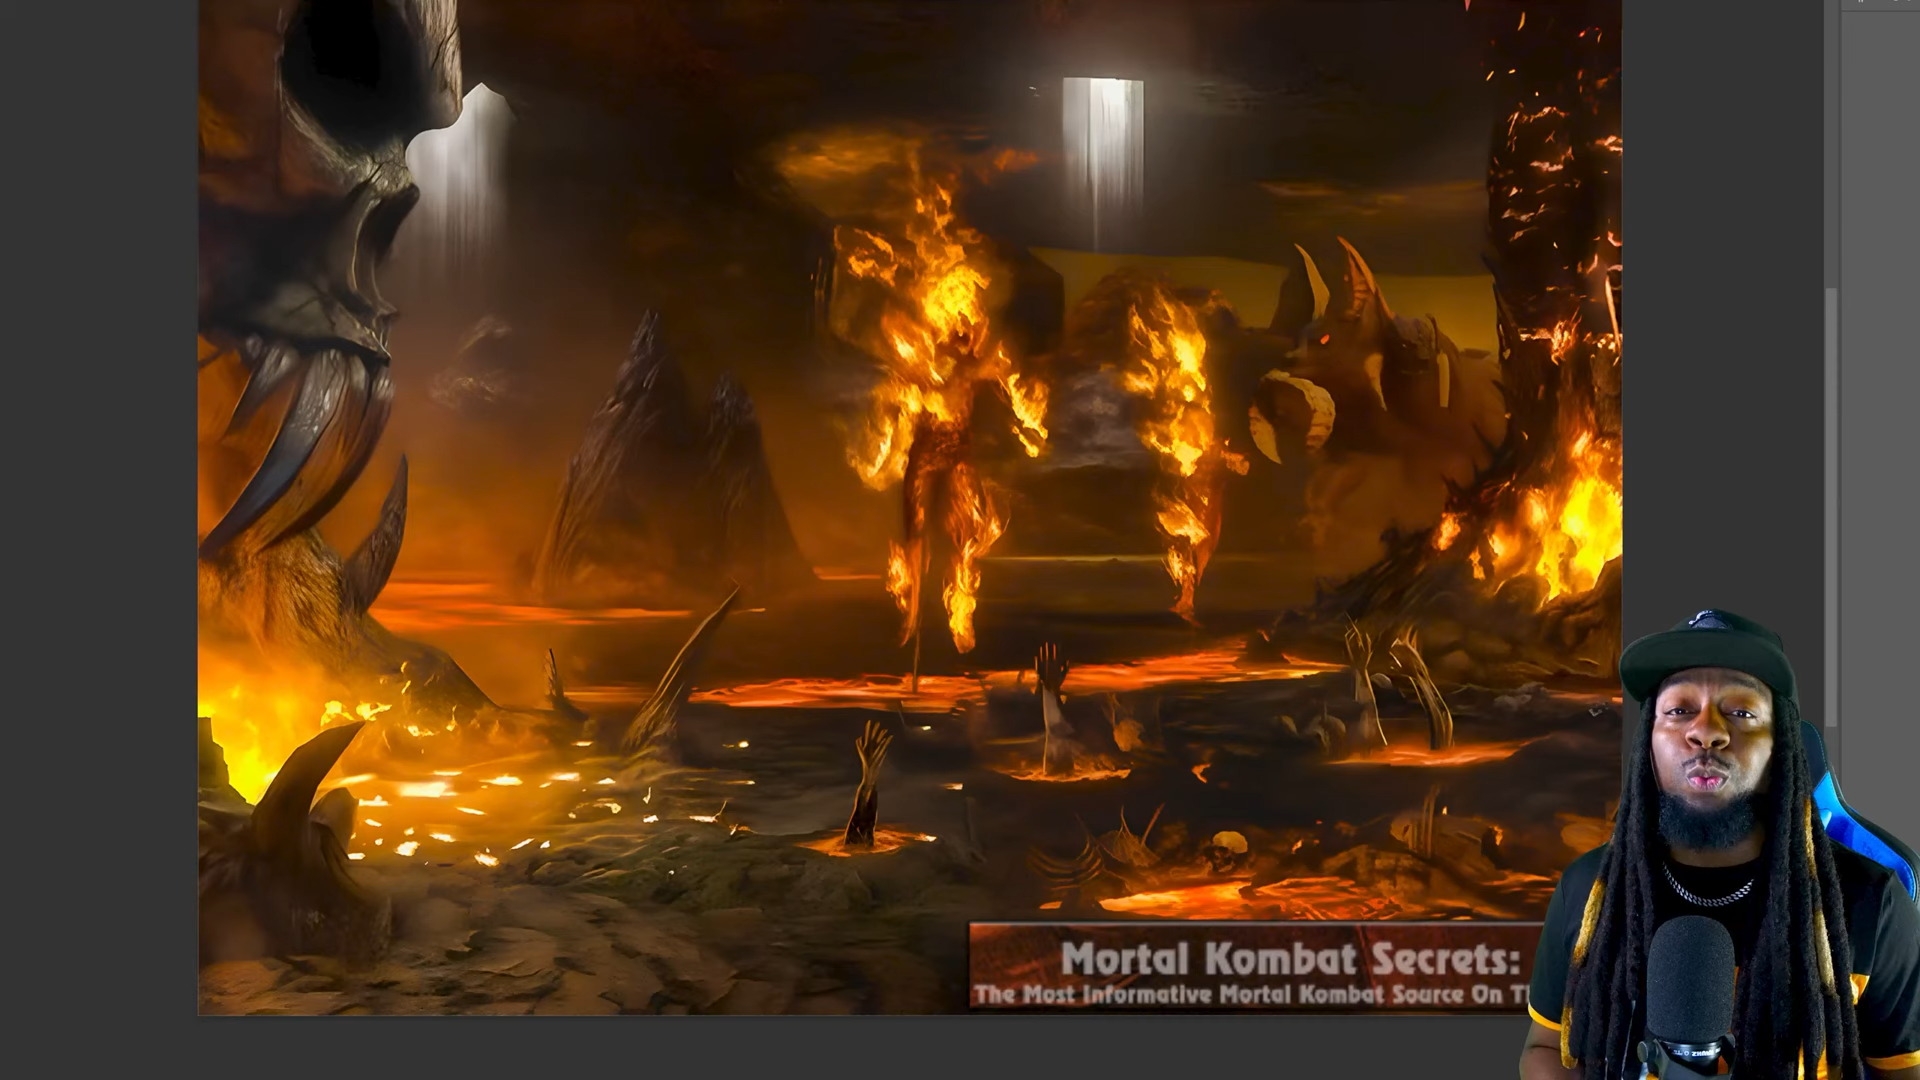 Mortal Kombat Secrets:
The Most Informative Mortal Kombat Source On